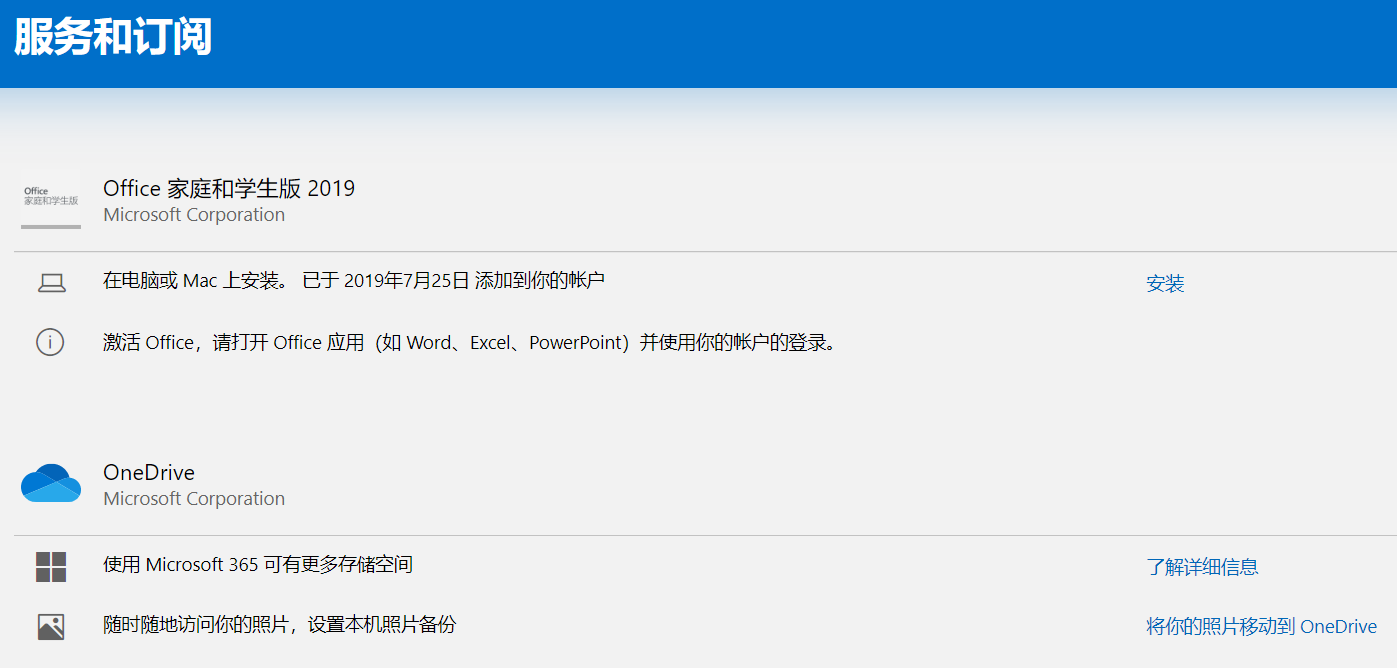 服务和订阅
Office
家庭和学生版
Office 家庭和学生版 2019
Microsoft Corporation
在电脑或 Mac 上安装。 已于 2019年7月25日 添加到你的帐户
安装
激活 Office，请打开 Office 应用（如 Word、Excel、PowerPoint）并使用你的帐户的登录。
OneDrive
Microsoft Corporation
使用 Microsoft 365 可有更多存储空间
了解详细信息
随时随地访问你的照片，设置本机照片备份
将你的照片移动到 OneDrive